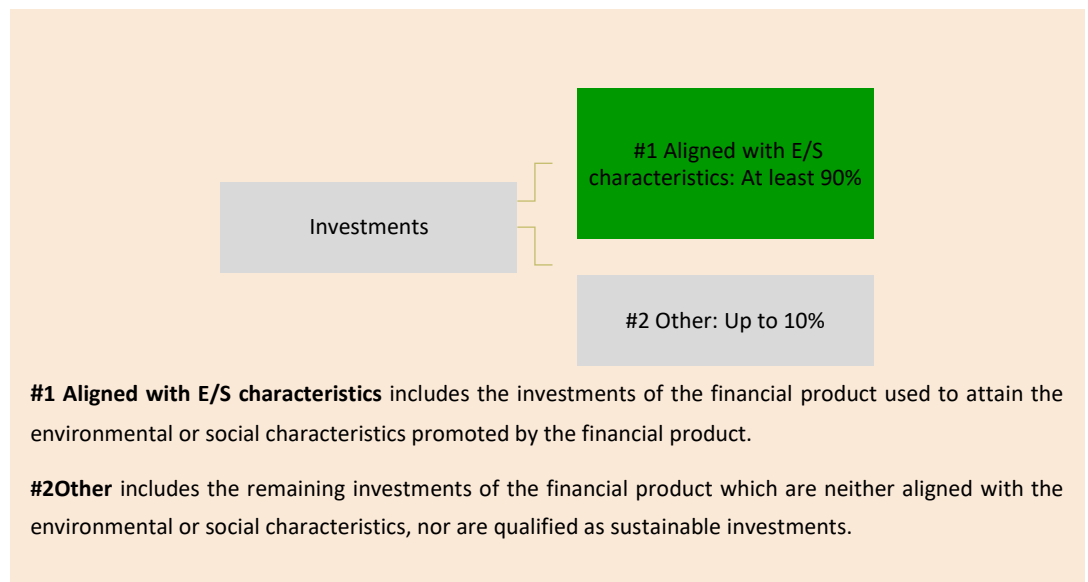 #1 Aligned with E/S
characteristics: At least 90%
Investments
#2 Other: Up to 10%
#1 Aligned with E/S characteristics includes the investments of the financial product used to attain the
environmental or social characteristics promoted by the financial product.
#2Other includes the remaining investments of the financial product which are neither aligned with the
environmental or social characteristics, nor are qualified as sustainable investments.